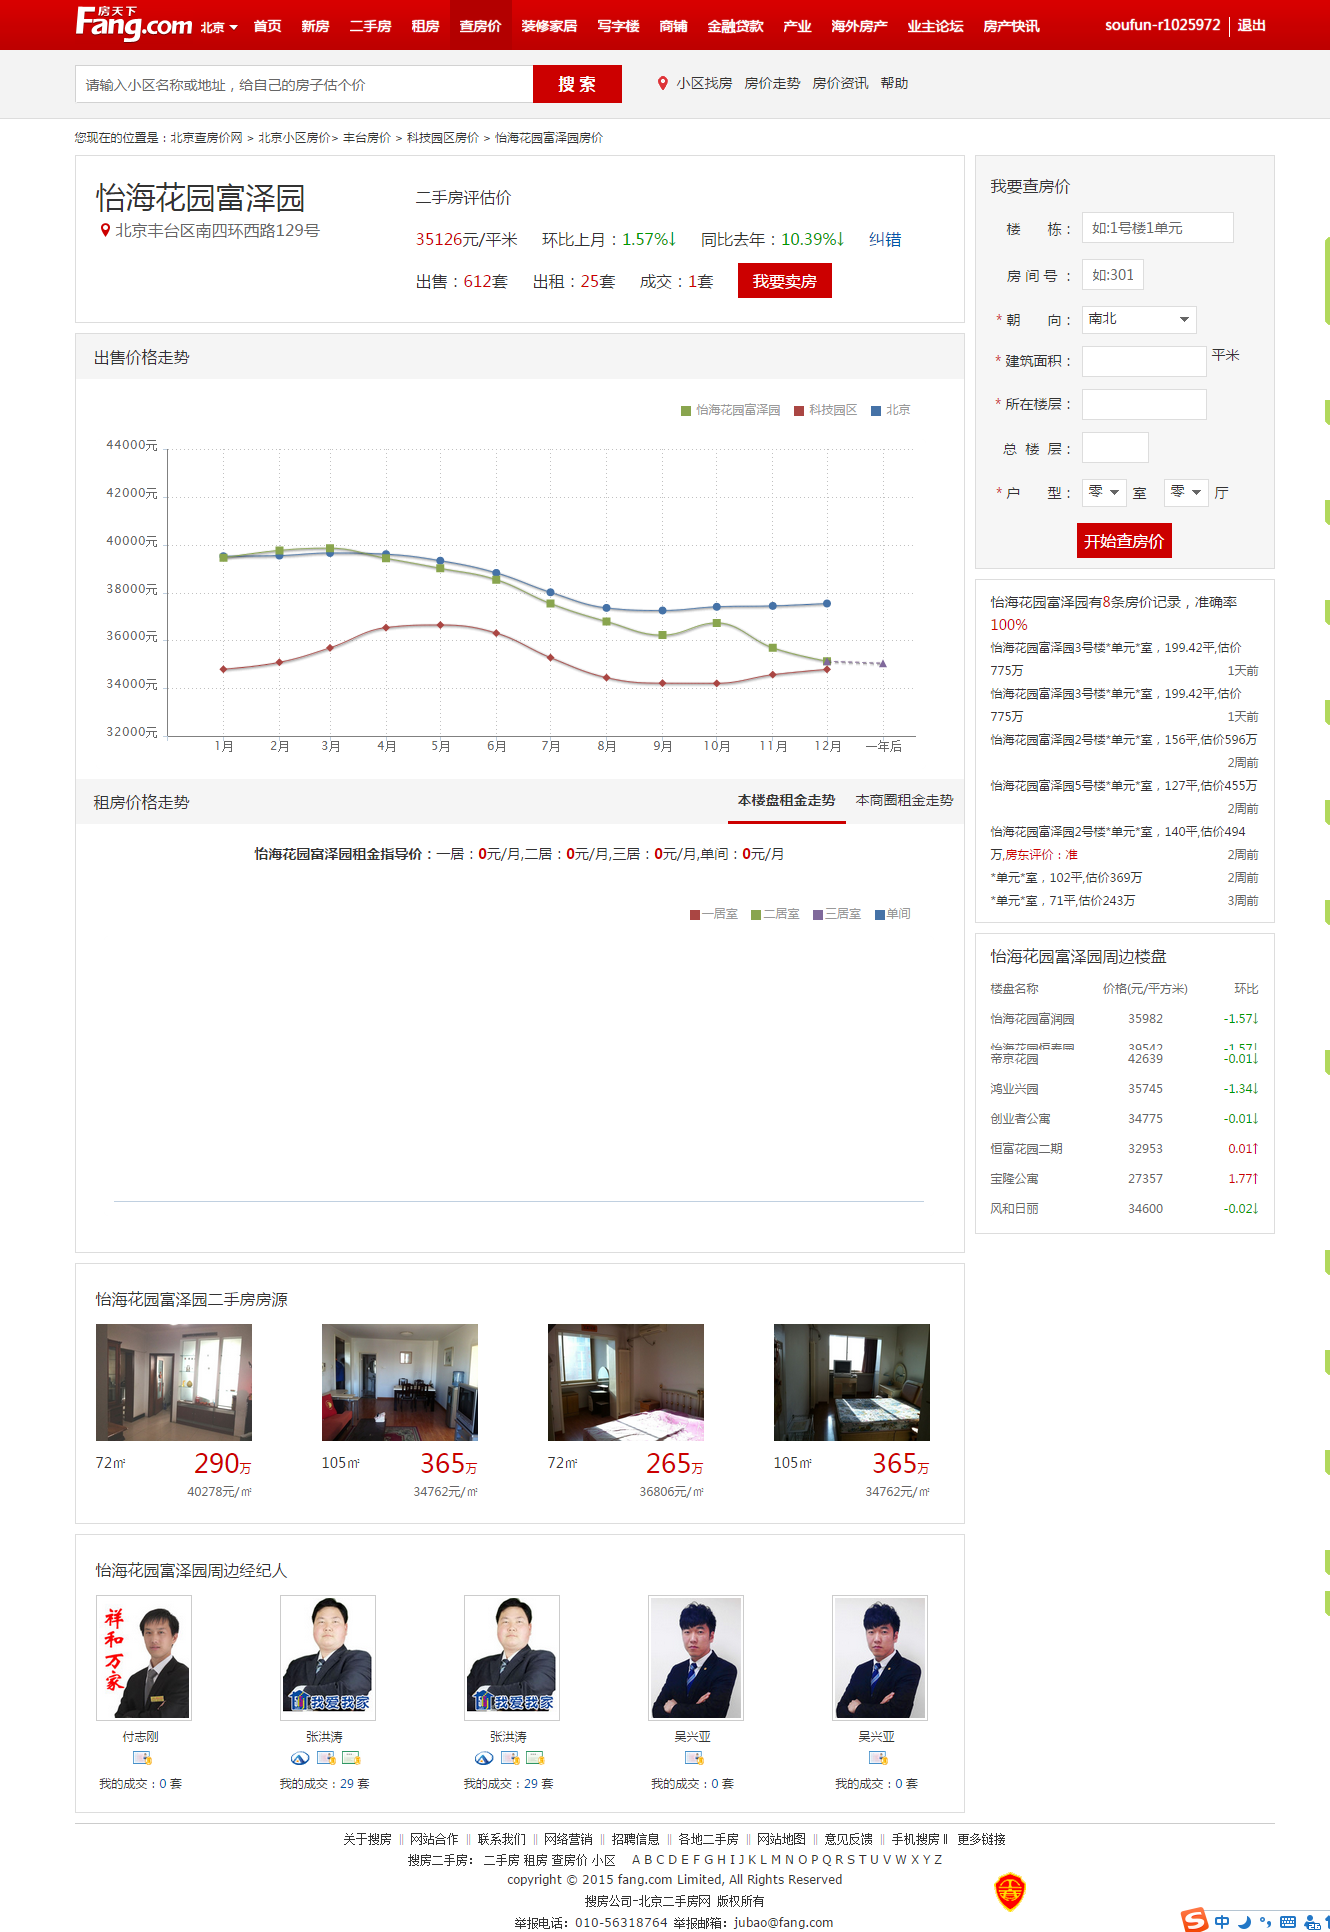 房天下
Fang.com 北京 首页 新房 二手房 租房 查房价 装修家居 写字楼 商铺 金融贷款 产业 海外房产 业主论坛 房产快讯 soufun-r1025972 退出
请输入小区名称或地址，给自己的房子估个价 搜 索 小区找房 房价走势 房价资讯 帮助
您现在的位置是：北京查房价网 > 北京小区房价> 丰台房价 > 科技园区房价 > 怡海花园富泽园房价
怡海花园富泽园
北京丰台区南四环西路129号
二手房评估价
35126元/平米 环比上月：1.57%↓ 同比去年：10.39%↓ 纠错
出售：612套 出租：25套 成交：1套 我要卖房
出售价格走势
怡海花园富泽园 科技园区 北京
44000元
42000元
40000元
38000元
36000元
34000元
32000元
1月 2月 3月 4月 5月 6月 7月 8月 9月 10月 11月 12月 一年后
租房价格走势 本楼盘租金走势 本商圈租金走势
怡海花园富泽园租金指导价：一居：0元/月,二居：0元/月,三居：0元/月,单间：0元/月
一居室 二居室 三居室 单间
怡海花园富泽园二手房房源
72㎡ 290万 105㎡ 365万 72㎡ 265万 105㎡ 365万
40278元/㎡ 34762元/㎡ 36806元/㎡ 34762元/㎡
怡海花园富泽园周边经纪人
祥和万家
我爱我家 我爱我家
付志刚 张洪涛 张洪涛 吴兴亚 吴兴亚
我的成交：0 套 我的成交：29 套 我的成交：29 套 我的成交：0 套 我的成交：0 套
我要查房价
楼 栋： 如:1号楼1单元
房 间 号： 如:301
* 朝 向： 南北
* 建筑面积： 平米
* 所在楼层：
总 楼 层：
* 户 型： 零 室 零 厅
开始查房价
怡海花园富泽园有8条房价记录，准确率
100%
怡海花园富泽园3号楼*单元*室，199.42平,估价
775万 1天前
怡海花园富泽园3号楼*单元*室，199.42平,估价
775万 1天前
怡海花园富泽园2号楼*单元*室，156平,估价596万
2周前
怡海花园富泽园5号楼*单元*室，127平,估价455万
2周前
怡海花园富泽园2号楼*单元*室，140平,估价494
万,房东评价：准 2周前
*单元*室，102平,估价369万 2周前
*单元*室，71平,估价243万 3周前
怡海花园富泽园周边楼盘
楼盘名称 价格(元/平方米) 环比
怡海花园富润园 35982 -1.57↓
怡海花园恒泰园 39542 -1.57↓
帝京花园 42639 -0.01↓
鸿业兴园 35745 -1.34↓
创业者公寓 34775 -0.01↓
恒富花园二期 32953 0.01↑
宝隆公寓 27357 1.77↑
风和日丽 34600 -0.02↓
关于搜房 || 网站合作 || 联系我们 || 网络营销 || 招聘信息 || 各地二手房 || 网站地图 || 意见反馈 || 手机搜房 || 更多链接
搜房二手房： 二手房 租房 查房价 小区 A B C D E F G H I J K L M N O P Q R S T U V W X Y Z
copyright © 2015 fang.com Limited, All Rights Reserved
搜房公司-北京二手房网 版权所有
举报电话：010-56318764 举报邮箱：jubao@fang.com
S 中